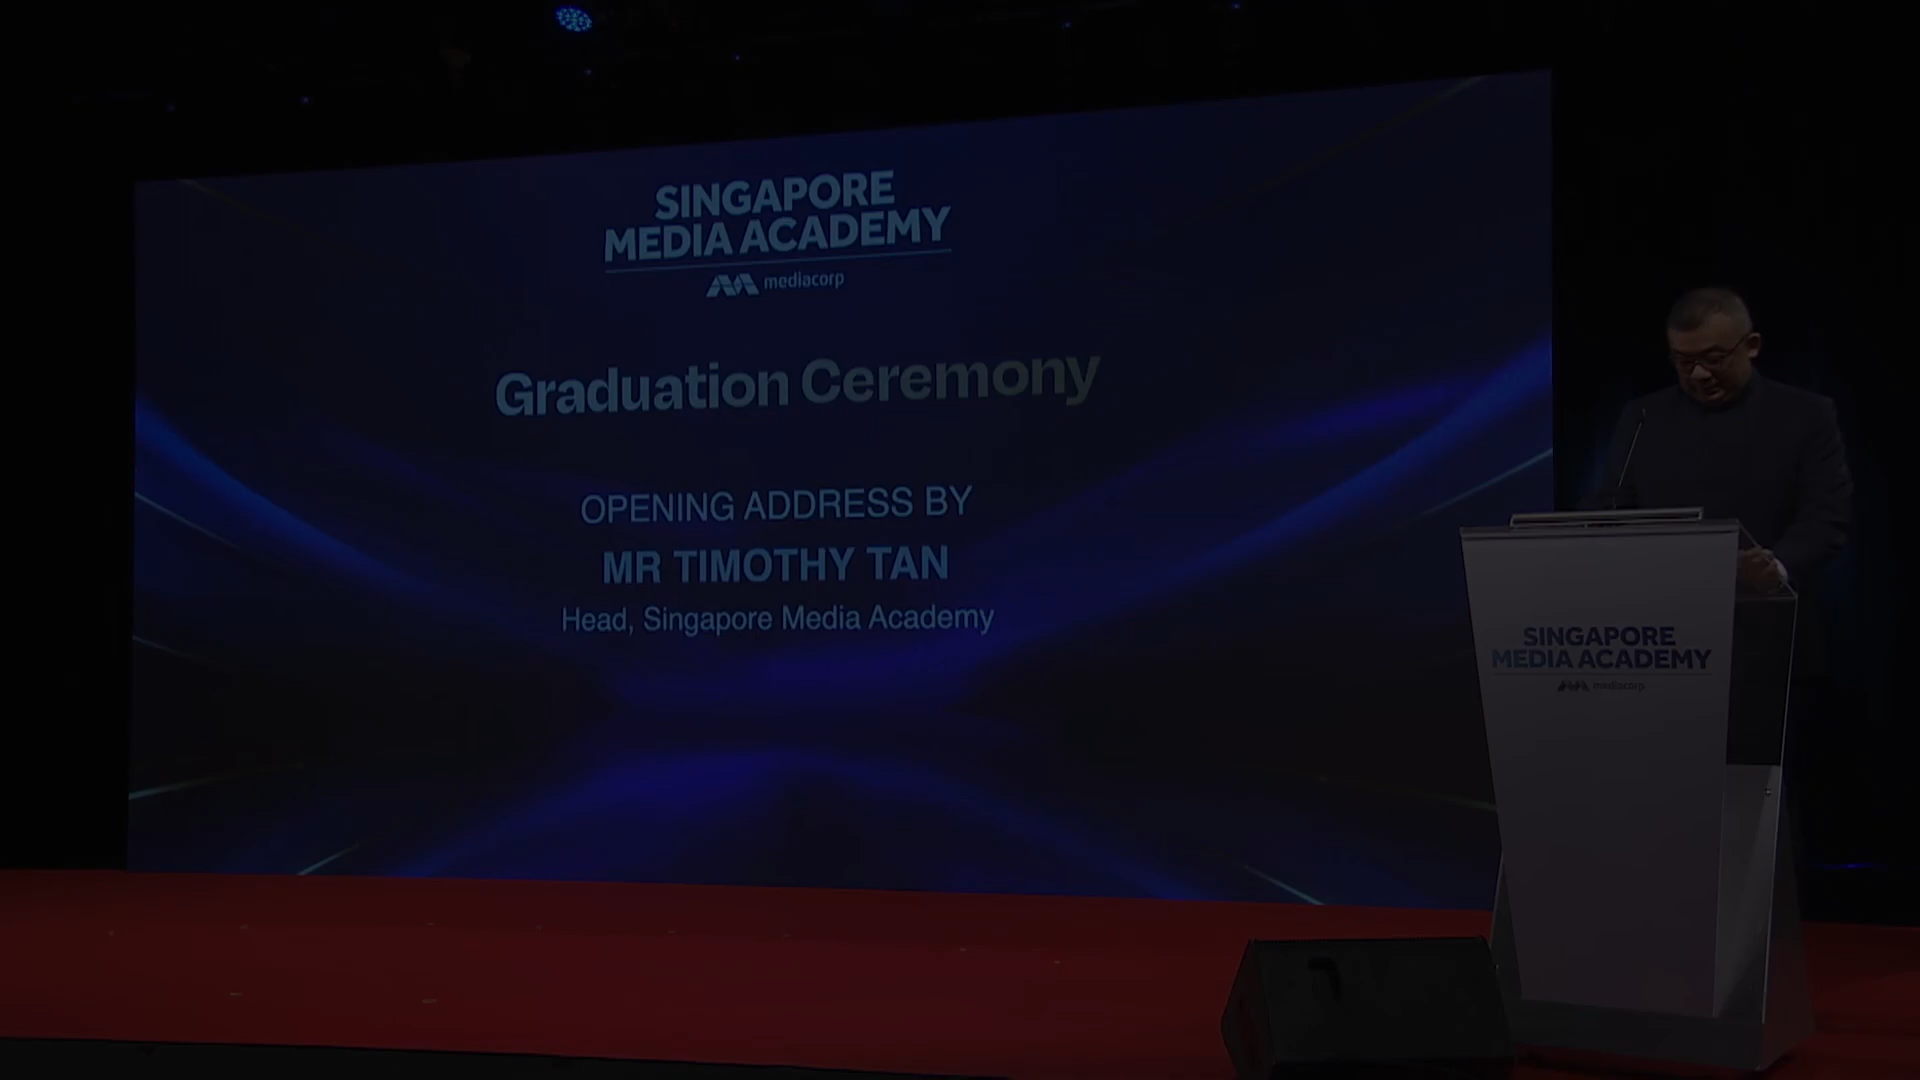 SINGAPORE
MEDIA ACADEMY
mediacorp
Graduation Ceremony
OPENING ADDRESS BY
MR TIMOTHY TAN
Head, Singapore Media Academy
SINGAPORE
MEDIA ACADEMY
mediacorp